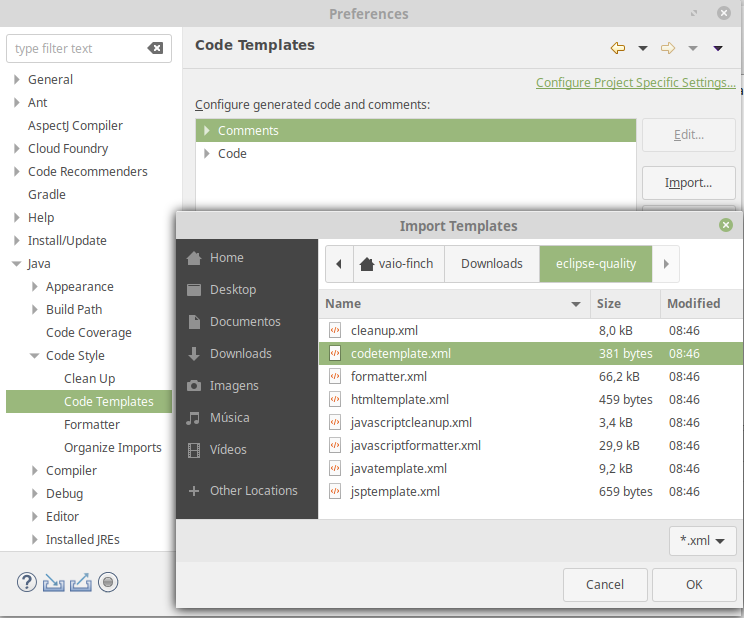 Preferences
type filter text
Code Templates
Configure Project Specific Settings...
Configure generated code and comments:
Comments
Code
Edit...
Import...
General
Ant
AspectJ Compiler
Cloud Foundry
Code Recommenders
Gradle
Help
Install/Update
Java
Appearance
Build Path
Code Coverage
Code Style
Clean Up
Code Templates
Formatter
Organize Imports
Compiler
Debug
Editor
Installed JREs
Import Templates
Home
Desktop
Documentos
Downloads
Imagens
Música
Vídeos
Other Locations
vaio-finch Downloads eclipse-quality
Name Size Modified
cleanup.xml 8,0 kB 08:46
codetemplate.xml 381 bytes 08:46
formatter.xml 66,2 kB 08:46
htmltemplate.xml 459 bytes 08:46
javascriptcleanup.xml 3,4 kB 08:46
javascriptformatter.xml 29,9 kB 08:46
javatemplate.xml 9,2 kB 08:46
jsptemplate.xml 659 bytes 08:46
*.xml
Cancel OK